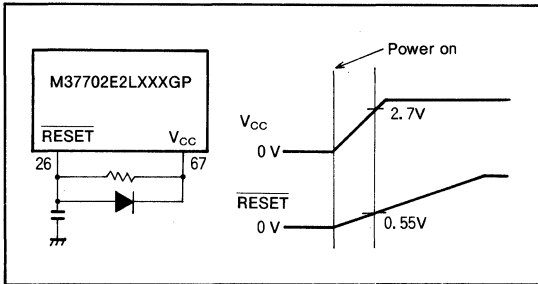 Power on
M37702E2LXXXGP
RESET
VCC
26
67
VCC
0 V
2.7V
RESET
0 V
0.55V